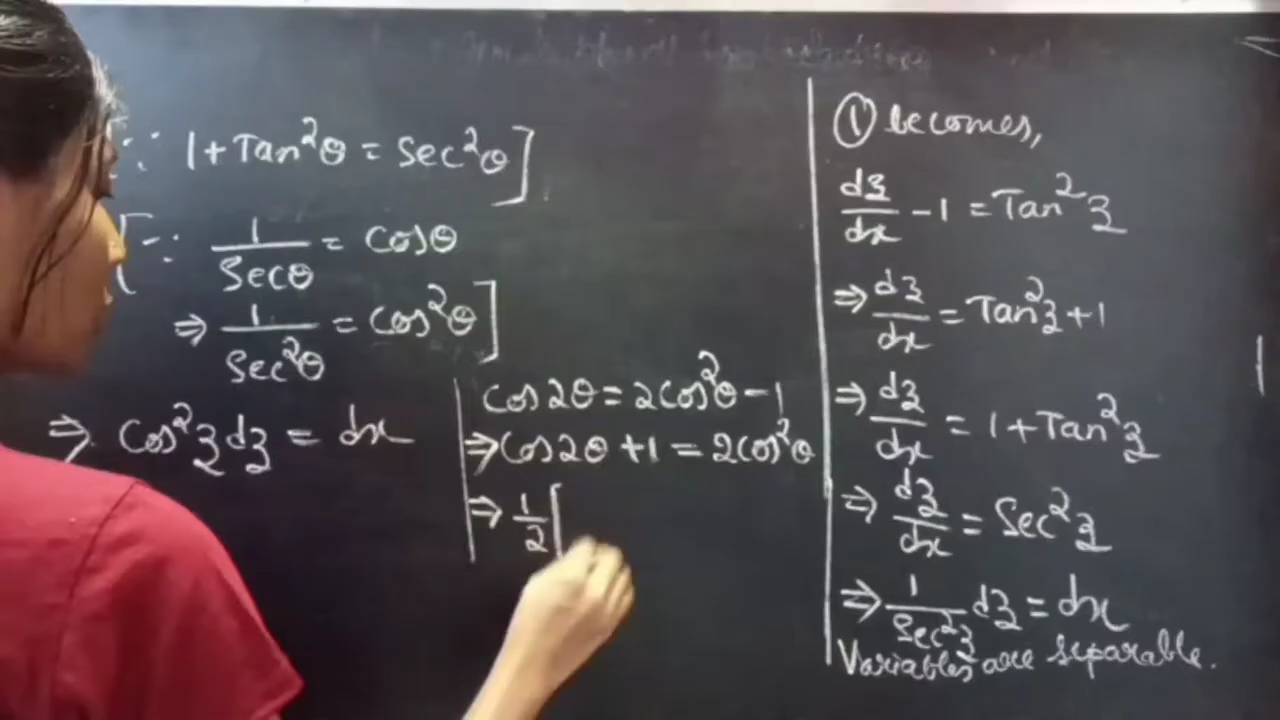 [∵ 1+Tan²θ = Sec²θ]
[∵ 1/Secθ = Cosθ
⇒ 1/Sec²θ = Cos²θ]
⇒ Cos²z dz = dx
Cos2θ = 2Cos²θ - 1
⇒ Cos2θ + 1 = 2Cos²θ
⇒ 1/2 [
① becomes,
dz/dx - 1 = Tan²z
⇒ dz/dx = Tan²z + 1
⇒ dz/dx = 1 + Tan²z
⇒ dz/dx = Sec²z
⇒ 1/Sec²z dz = dx
Variables are separable.